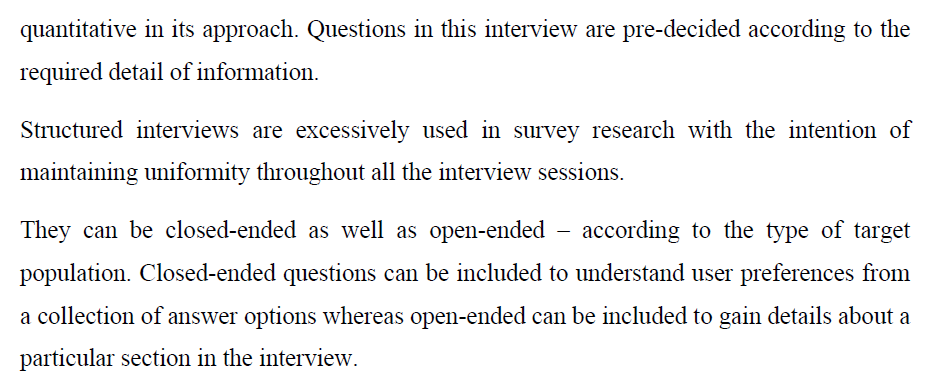 quantitative in its approach. Questions in this interview are pre-decided according to the
required detail of information.
Structured interviews are excessively used in survey research with the intention of
maintaining uniformity throughout all the interview sessions.
They can be closed-ended as well as open-ended – according to the type of target
population. Closed-ended questions can be included to understand user preferences from
a collection of answer options whereas open-ended can be included to gain details about a
particular section in the interview.